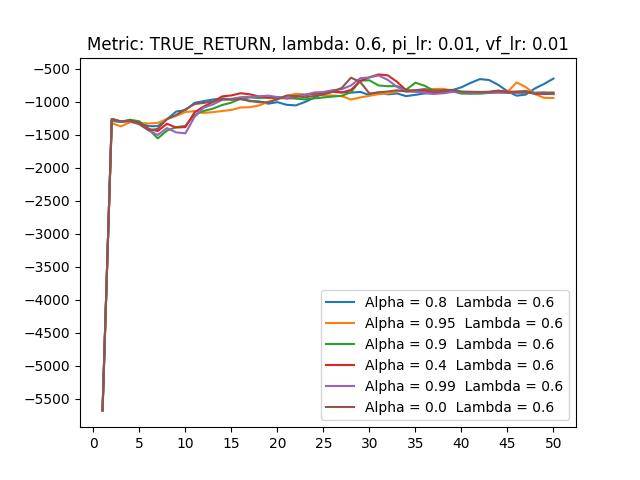 Metric: TRUE_RETURN, lambda: 0.6, pi_lr: 0.01, vf_lr: 0.01
−500
−1000
−1500
−2000
−2500
−3000
−3500
−4000
−4500
−5000
−5500
Alpha = 0.8  Lambda = 0.6
Alpha = 0.95  Lambda = 0.6
Alpha = 0.9  Lambda = 0.6
Alpha = 0.4  Lambda = 0.6
Alpha = 0.99  Lambda = 0.6
Alpha = 0.0  Lambda = 0.6
0 5 10 15 20 25 30 35 40 45 50